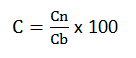 C = Cn/Cb x 100